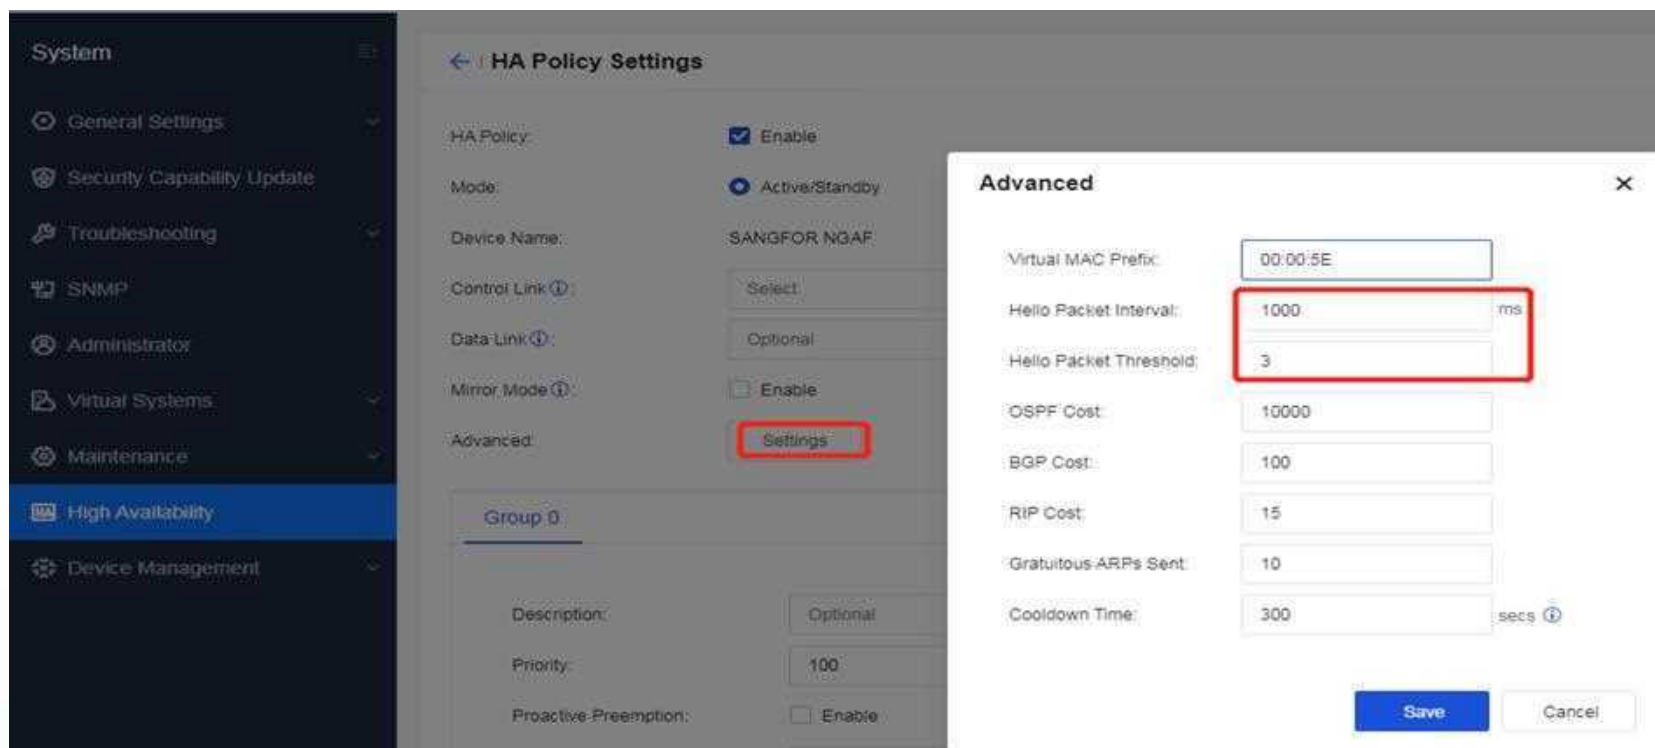 System
General Settings
Security Capability Update
Troubleshooting
SNMP
Administrator
Virtual Systems
Maintenance
High Availability
Device Management
HA Policy Settings
HA Policy: Enable
Mode: Active/Standby
Device Name: SANGFOR NGAF
Control Link : Select
Data Link : Optional
Mirror Mode : Enable
Advanced: Settings
Group 0
Description: Optional
Priority: 100
Proactive Preemption: Enable
Advanced
Virtual MAC Prefix: 00:00:5E
Hello Packet Interval: 1000 ms
Hello Packet Threshold: 3
OSPF Cost: 10000
BGP Cost: 100
RIP Cost: 15
Gratuitous ARPs Sent: 10
Cooldown Time: 300 secs
Save Cancel